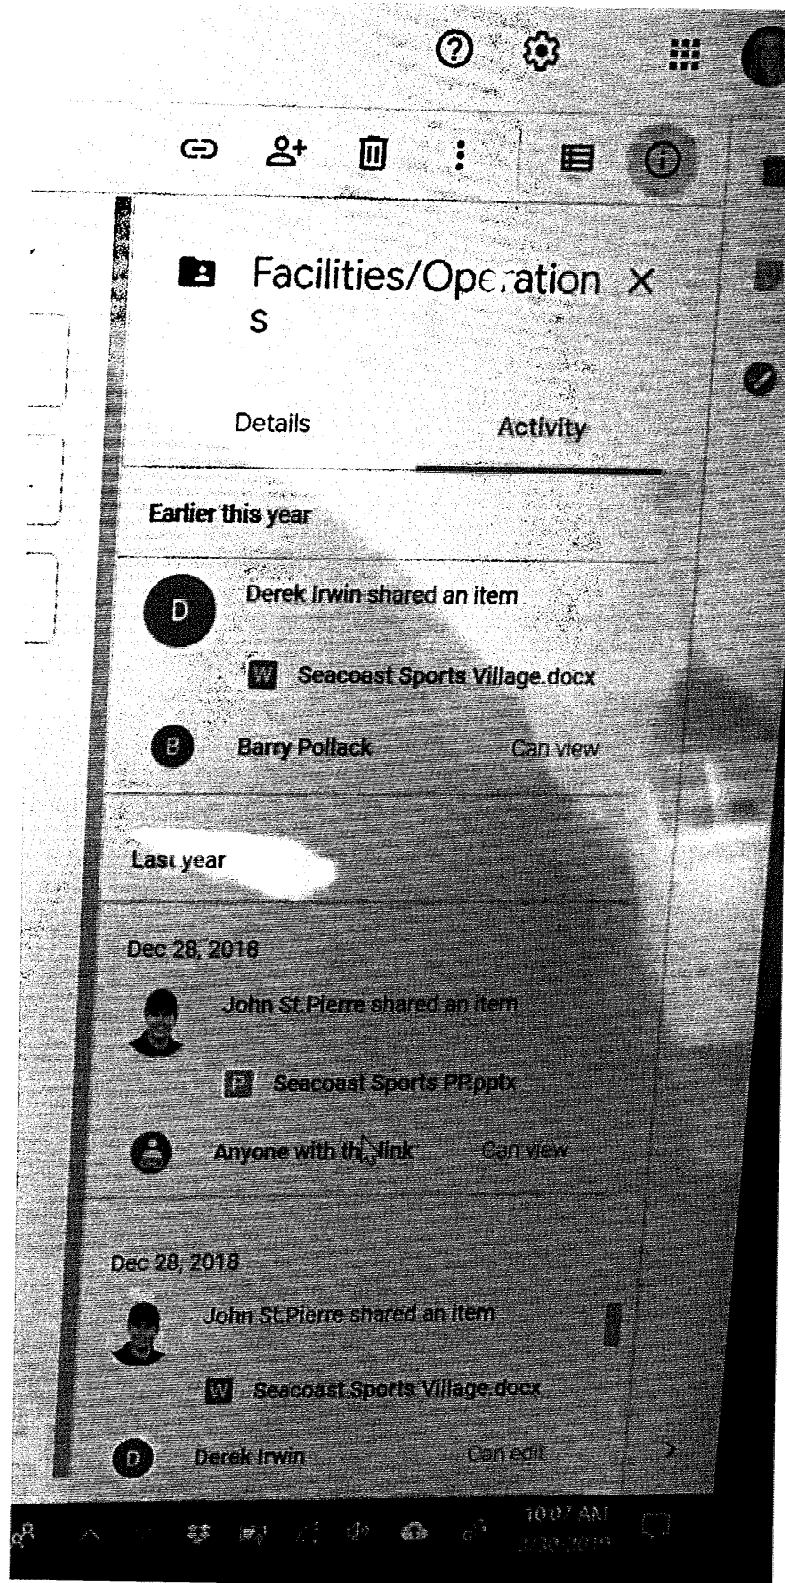 Facilities/Operation
s
Details Activity
Earlier this year
D Derek Irwin shared an item
W Seacoast Sports Village.docx
B Barry Pollack Can view
Last year
Dec 28, 2018
John St.Pierre shared an item
P Seacoast Sports PP.pptx
Anyone with the link Can view
Dec 28, 2018
John St.Pierre shared an item
W Seacoast Sports Village.docx
D Derek Irwin Can edit
10:07 AM